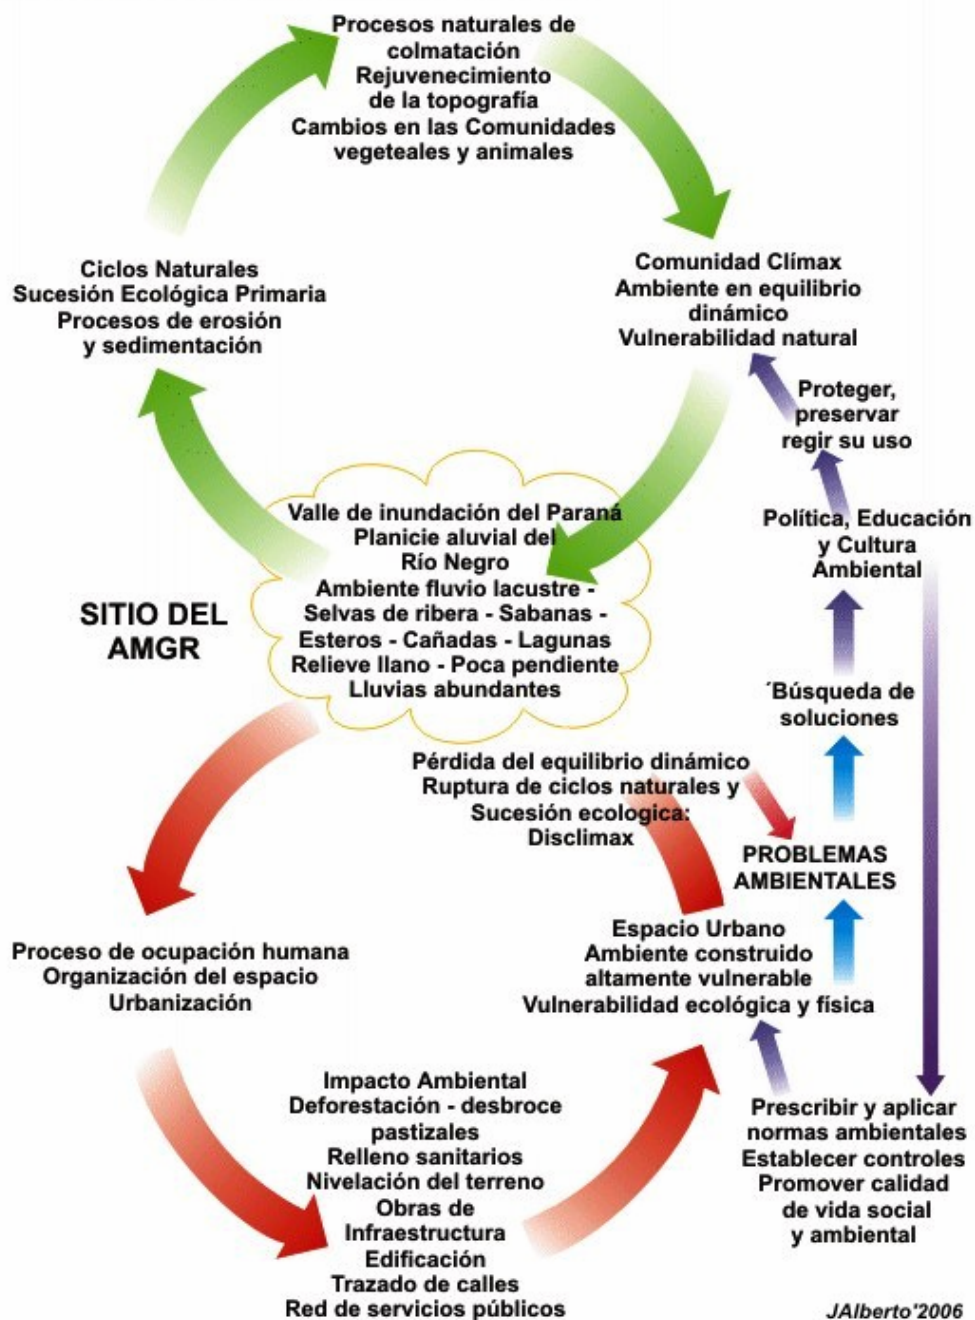 Procesos naturales de
colmatación
Rejuvenecimiento
de la topografía
Cambios en las Comunidades
vegeteales y animales
Ciclos Naturales
Sucesión Ecológica Primaria
Procesos de erosión
y sedimentación
Comunidad Clímax
Ambiente en equilibrio
dinámico
Vulnerabilidad natural
Proteger,
preservar
regir su uso
Política, Educación
y Cultura
Ambiental
Valle de inundación del Paraná
Planicie aluvial del
Río Negro
Ambiente fluvio lacustre -
Selvas de ribera - Sabanas -
Esteros - Cañadas - Lagunas
Relieve llano - Poca pendiente
Lluvias abundantes
SITIO DEL
AMGR
´Búsqueda de
soluciones
Pérdida del equilibrio dinámico
Ruptura de ciclos naturales y
Sucesión ecologica:
Disclimax
PROBLEMAS
AMBIENTALES
Espacio Urbano
Ambiente construido
altamente vulnerable
Vulnerabilidad ecológica y física
Proceso de ocupación humana
Organización del espacio
Urbanización
Impacto Ambiental
Deforestación - desbroce
pastizales
Relleno sanitarios
Nivelación del terreno
Obras de
Infraestructura
Edificación
Trazado de calles
Red de servicios públicos
Prescribir y aplicar
normas ambientales
Establecer controles
Promover calidad
de vida social
y ambiental
JAlberto'2006